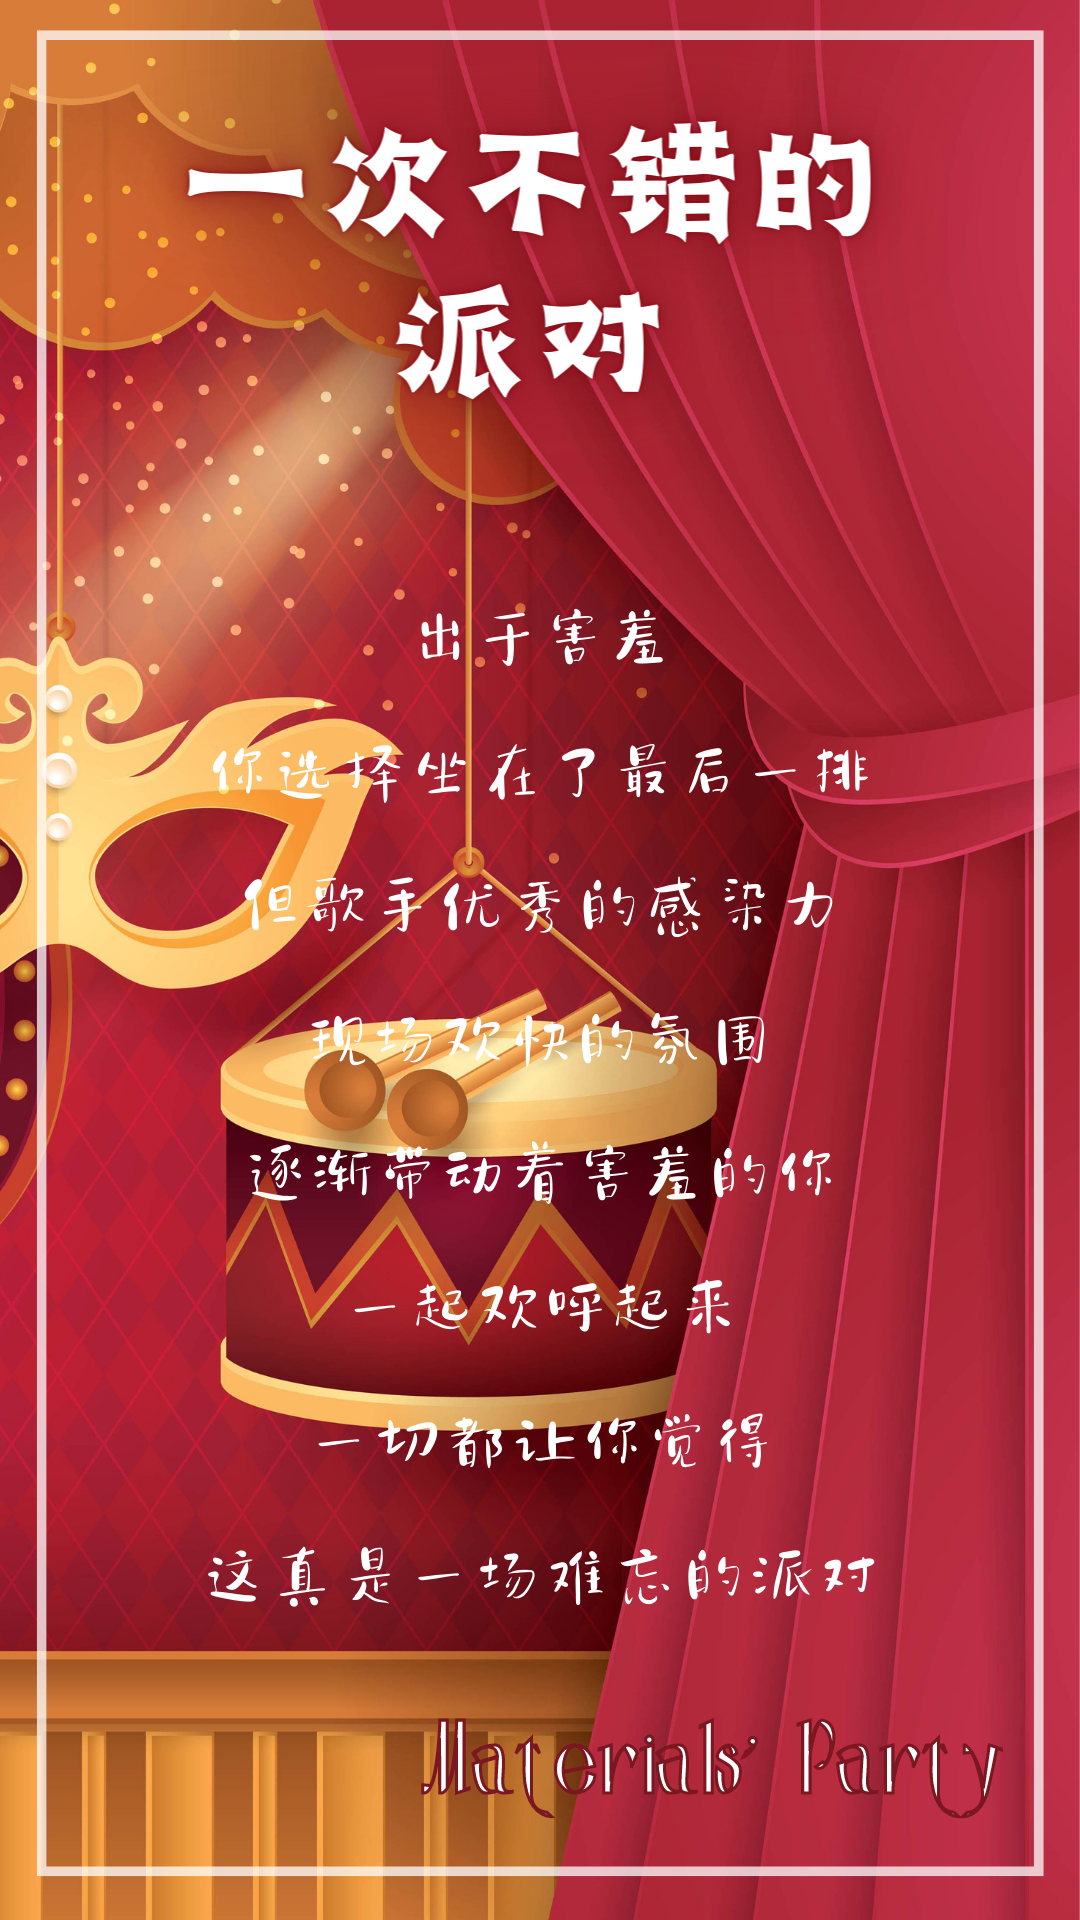 一次不错的
派对
出于害羞
你选择坐在了最后一排
但歌手优秀的感染力
现场欢快的氛围
逐渐带动着害羞的你
一起欢呼起来
一切都让你觉得
这真是一场难忘的派对
Materials' Party